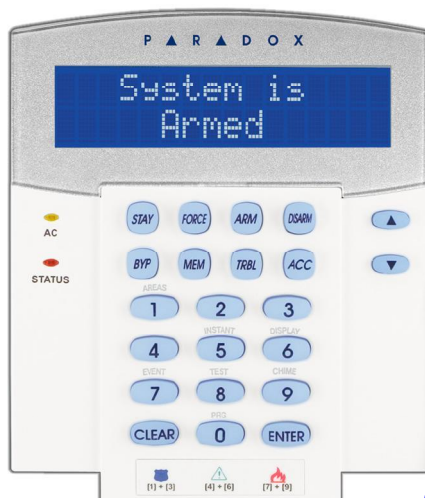 PARADOX
System is
Armed
STAY FORCE ARM DISARM
AC
BYP MEM TRBL ACC
STATUS
AREAS
1 2 3
INSTANT DISPLAY
4 5 6
EVENT TEST CHIME
7 8 9
PRG
CLEAR 0 ENTER
[1] + [3] [4] + [6] [7] + [9]